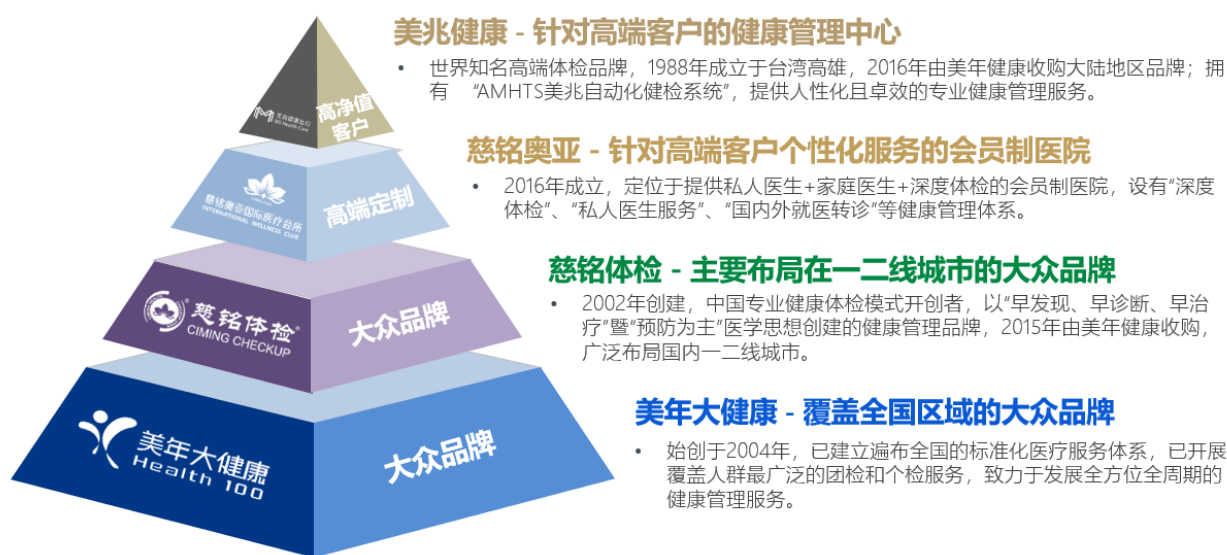 美兆健康 - 针对高端客户的健康管理中心
• 世界知名高端体检品牌，1988年成立于台湾高雄，2016年由美年健康收购大陆地区品牌；拥
有 “AMHTS美兆自动化健检系统”，提供人性化且卓效的专业健康管理服务。
美兆健康
MJ Health Care
高净值
客户
慈铭奥亚 - 针对高端客户个性化服务的会员制医院
• 2016年成立，定位于提供私人医生+家庭医生+深度体检的会员制医院，设有“深度
体检”、“私人医生服务”、“国内外就医转诊”等健康管理体系。
慈铭奥亚国际医疗会所
INTERNATIONAL WELLNESS CLUB
高端定制
慈铭体检 - 主要布局在一二线城市的大众品牌
• 2002年创建，中国专业健康体检模式开创者，以“早发现、早诊断、早治
疗”暨“预防为主”医学思想创建的健康管理品牌，2015年由美年健康收购，
广泛布局国内一二线城市。
慈铭体检®
CIMING CHECKUP
大众品牌
美年大健康 - 覆盖全国区域的大众品牌
• 始创于2004年，已建立遍布全国的标准化医疗服务体系，已开展
覆盖人群最广泛的团检和个检服务，致力于发展全方位全周期的
健康管理服务。
美年大健康
Health 100
大众品牌